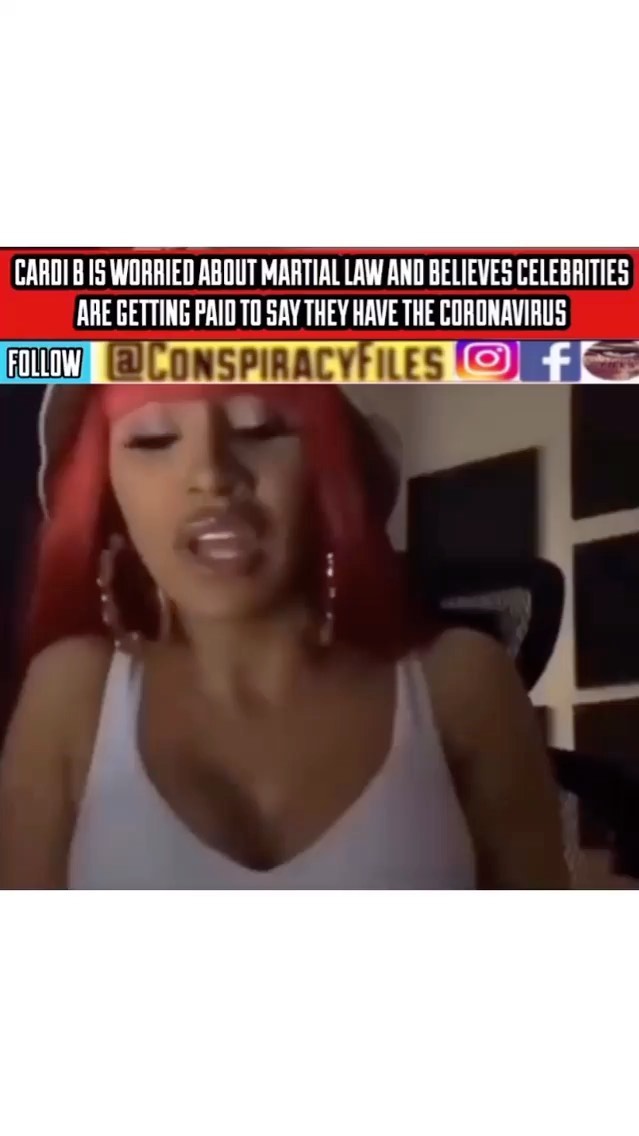 CARDI B IS WORRIED ABOUT MARTIAL LAW AND BELIEVES CELEBRITIES
ARE GETTING PAID TO SAY THEY HAVE THE CORONAVIRUS
FOLLOW @CONSPIRACYFILES f